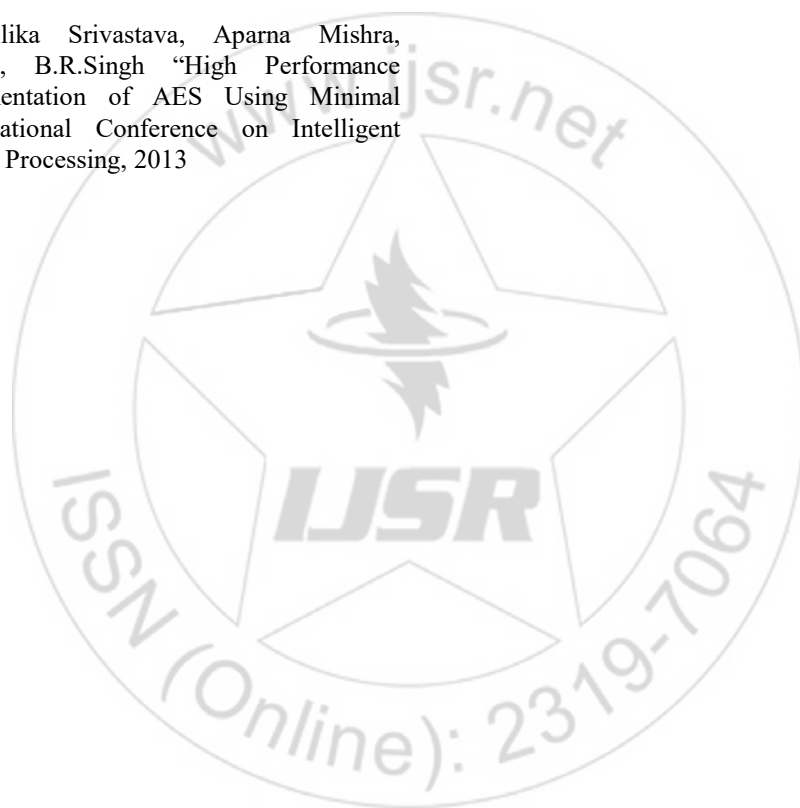 lika Srivastava, Aparna Mishra,
, B.R.Singh “High Performance
entation of AES Using Minimal
ational Conference on Intelligent
Processing, 2013
www.ijsr.net
IJSR
ISSN (Online): 2319-7064